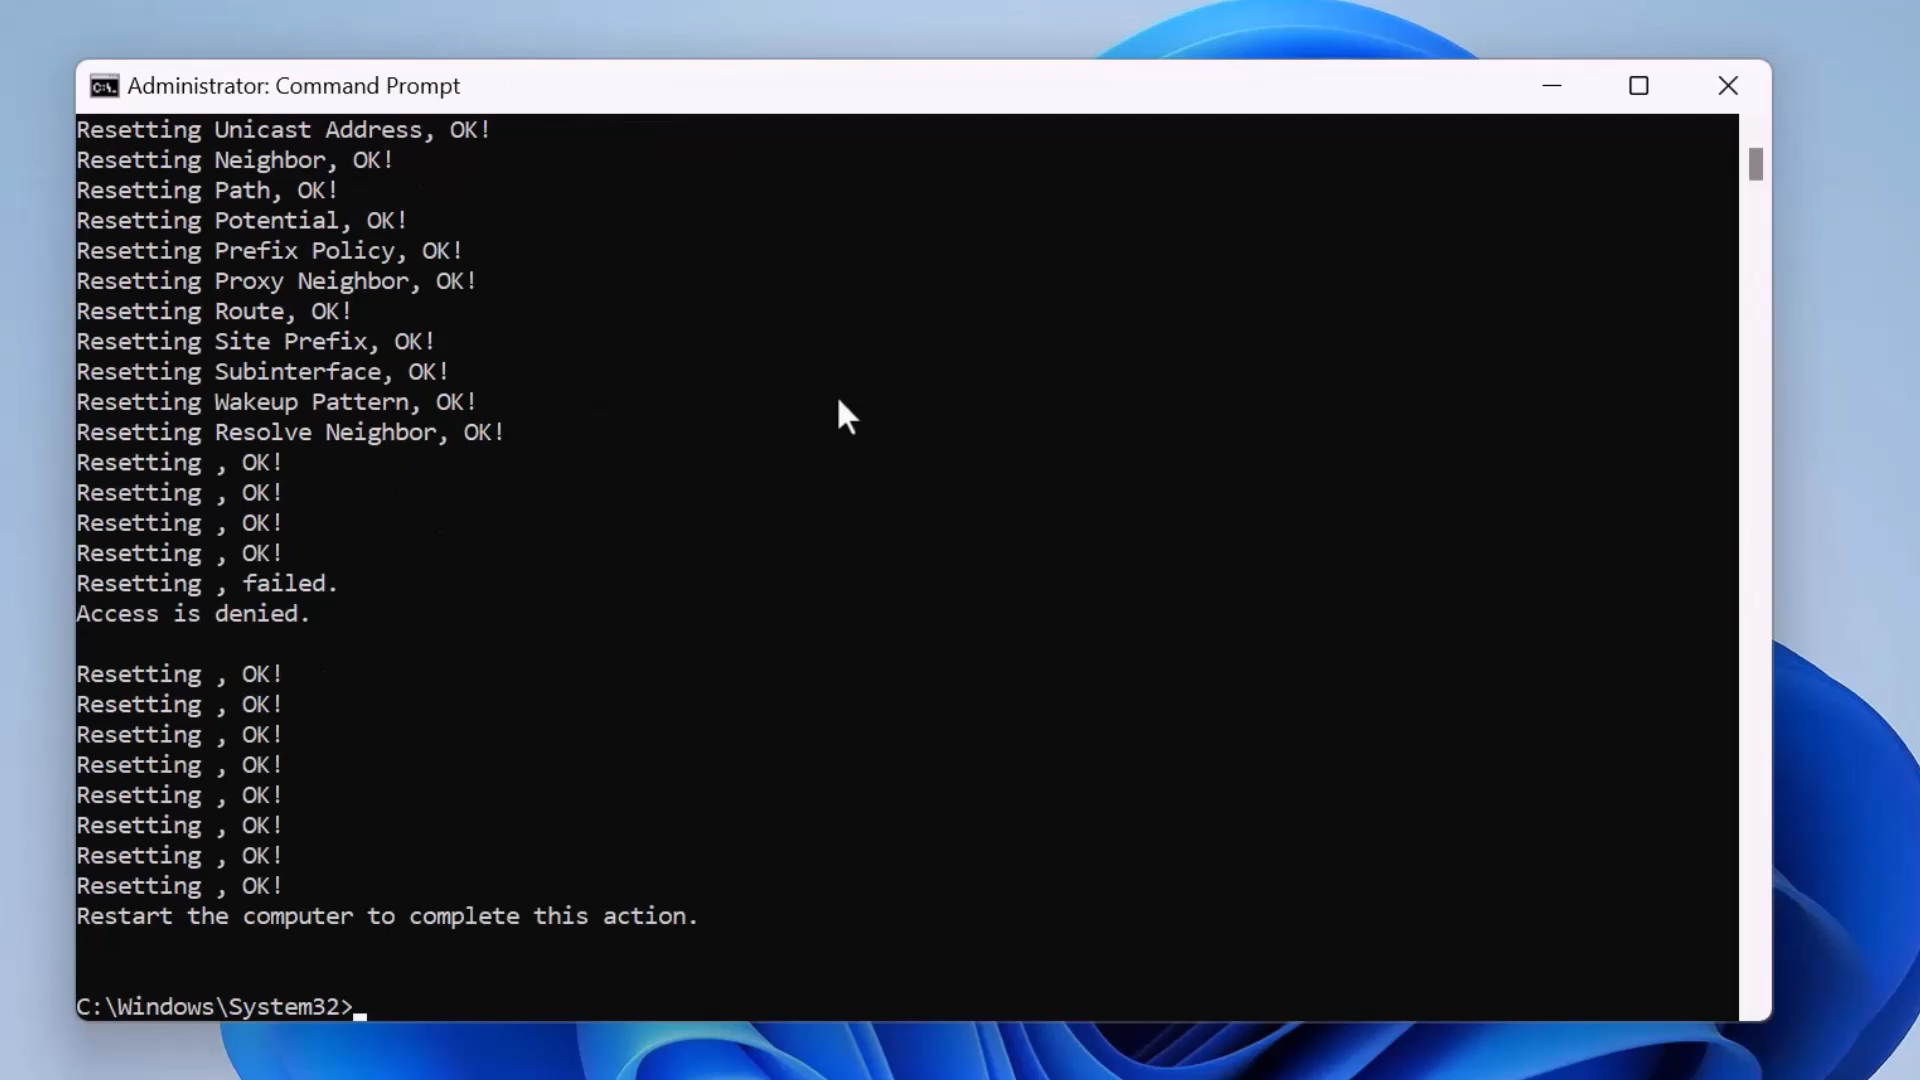 Administrator: Command Prompt
Resetting Unicast Address, OK!
Resetting Neighbor, OK!
Resetting Path, OK!
Resetting Potential, OK!
Resetting Prefix Policy, OK!
Resetting Proxy Neighbor, OK!
Resetting Route, OK!
Resetting Site Prefix, OK!
Resetting Subinterface, OK!
Resetting Wakeup Pattern, OK!
Resetting Resolve Neighbor, OK!
Resetting , OK!
Resetting , OK!
Resetting , OK!
Resetting , OK!
Resetting , failed.
Access is denied.
Resetting , OK!
Resetting , OK!
Resetting , OK!
Resetting , OK!
Resetting , OK!
Resetting , OK!
Resetting , OK!
Resetting , OK!
Restart the computer to complete this action.
C:\Windows\System32>